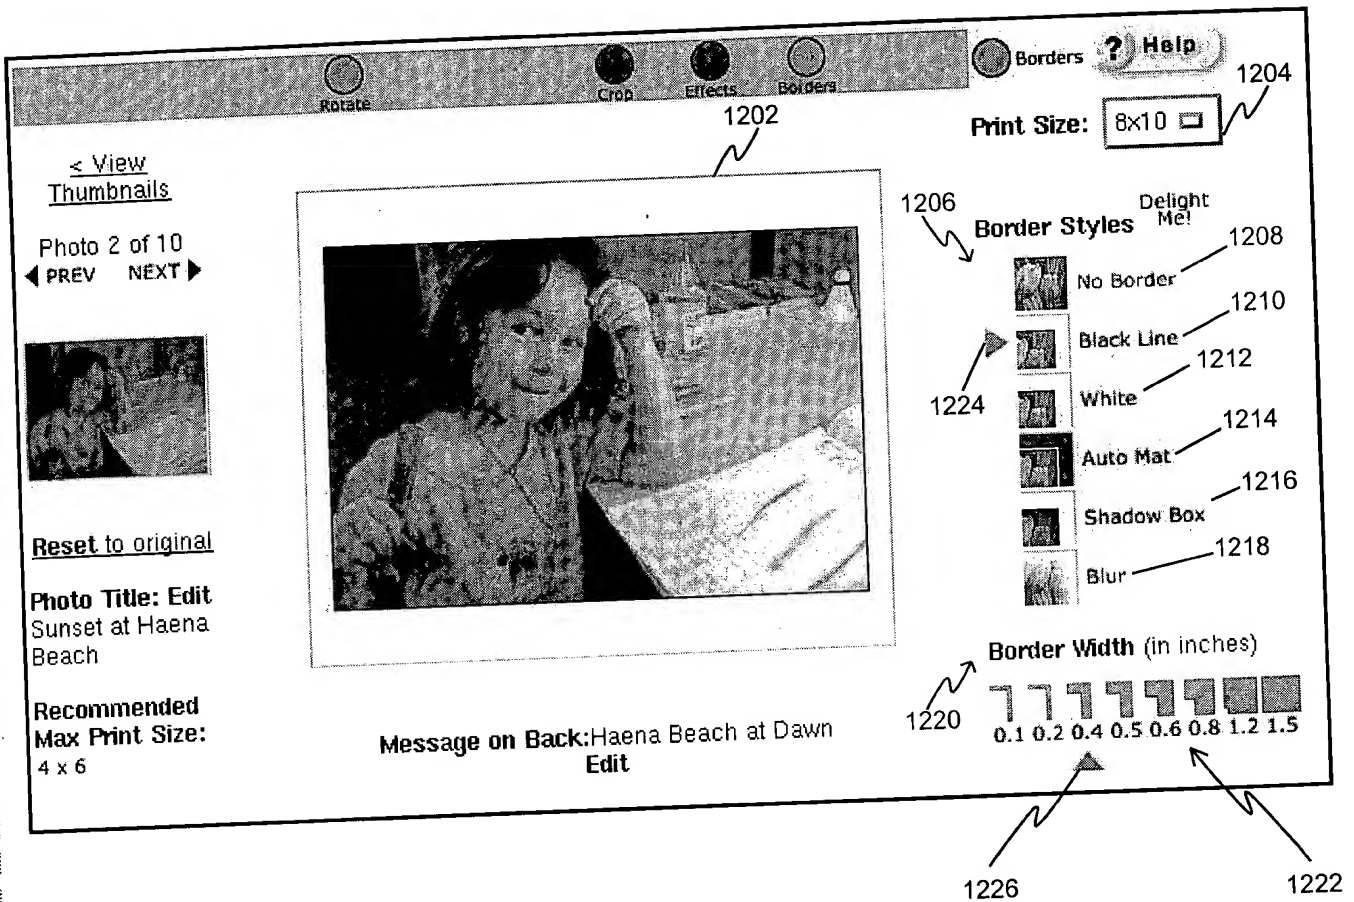 Rotate
Crop
Effects
Borders
Borders
? Help
1202
1204
Print Size: 8x10
< View
Thumbnails
Photo 2 of 10
PREV NEXT
Reset to original
Photo Title: Edit
Sunset at Haena
Beach
Recommended
Max Print Size:
4 x 6
Message on Back:Haena Beach at Dawn
Edit
1206
Border Styles
Delight
Me!
1208
No Border
1210
Black Line
1224
1212
White
1214
Auto Mat
1216
Shadow Box
1218
Blur
Border Width (in inches)
1220
0.1 0.2 0.4 0.5 0.6 0.8 1.2 1.5
1226
1222